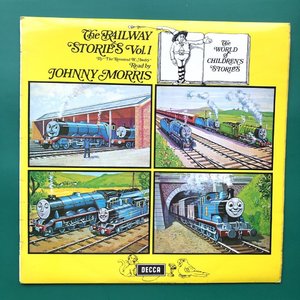 The RAILWAY
STORIES Vol.1
By The Reverend W. Awdry
Read by
JOHNNY MORRIS
The
WORLD
of
CHILDREN'S
STORIES
DECCA